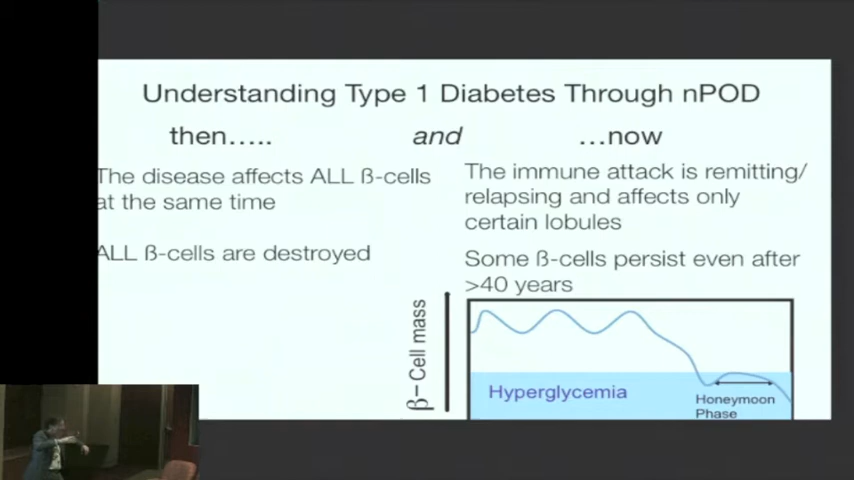 Understanding Type 1 Diabetes Through nPOD
then.....
and
...now
The disease affects ALL ß-cells
at the same time
ALL ß-cells are destroyed
The immune attack is remitting/
relapsing and affects only
certain lobules
Some ß-cells persist even after
>40 years
β– Cell mass
Hyperglycemia
Honeymoon
Phase